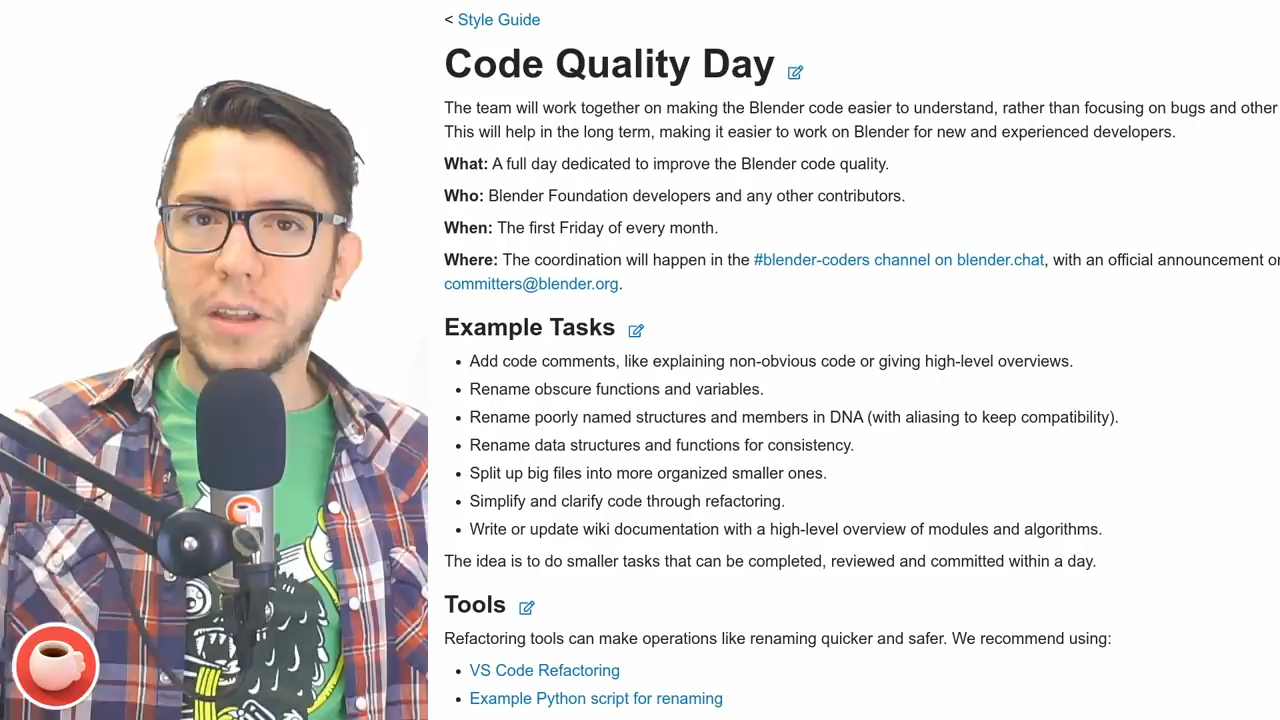 < Style Guide
Code Quality Day
The team will work together on making the Blender code easier to understand, rather than focusing on bugs and other
This will help in the long term, making it easier to work on Blender for new and experienced developers.
What: A full day dedicated to improve the Blender code quality.
Who: Blender Foundation developers and any other contributors.
When: The first Friday of every month.
Where: The coordination will happen in the #blender-coders channel on blender.chat, with an official announcement on
committers@blender.org.
Example Tasks
• Add code comments, like explaining non-obvious code or giving high-level overviews.
• Rename obscure functions and variables.
• Rename poorly named structures and members in DNA (with aliasing to keep compatibility).
• Rename data structures and functions for consistency.
• Split up big files into more organized smaller ones.
• Simplify and clarify code through refactoring.
• Write or update wiki documentation with a high-level overview of modules and algorithms.
The idea is to do smaller tasks that can be completed, reviewed and committed within a day.
Tools
Refactoring tools can make operations like renaming quicker and safer. We recommend using:
• VS Code Refactoring
• Example Python script for renaming